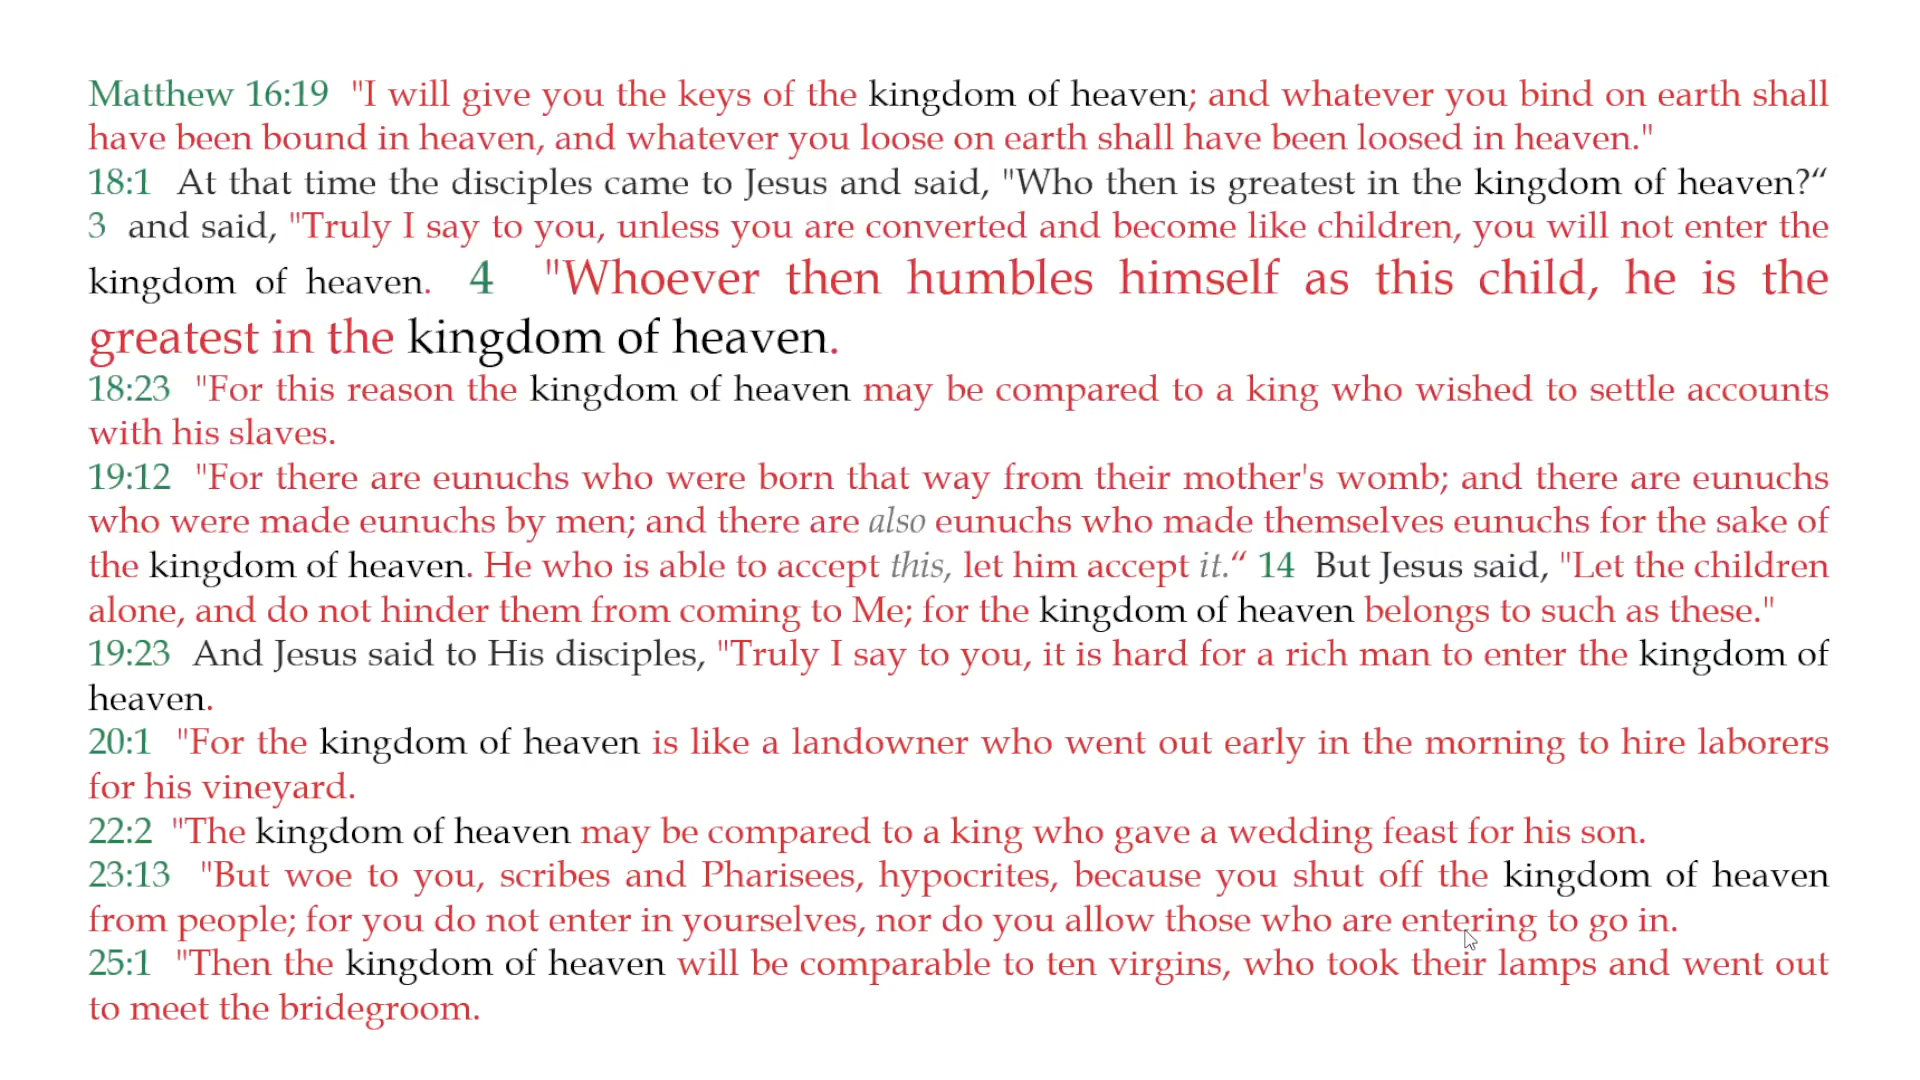 Matthew 16:19  "I will give you the keys of the kingdom of heaven; and whatever you bind on earth shall
have been bound in heaven, and whatever you loose on earth shall have been loosed in heaven."
18:1  At that time the disciples came to Jesus and said, "Who then is greatest in the kingdom of heaven?“
3  and said, "Truly I say to you, unless you are converted and become like children, you will not enter the
kingdom of heaven.  4  "Whoever then humbles himself as this child, he is the
greatest in the kingdom of heaven.
18:23  "For this reason the kingdom of heaven may be compared to a king who wished to settle accounts
with his slaves.
19:12  "For there are eunuchs who were born that way from their mother's womb; and there are eunuchs
who were made eunuchs by men; and there are also eunuchs who made themselves eunuchs for the sake of
the kingdom of heaven. He who is able to accept this, let him accept it.“ 14  But Jesus said, "Let the children
alone, and do not hinder them from coming to Me; for the kingdom of heaven belongs to such as these."
19:23  And Jesus said to His disciples, "Truly I say to you, it is hard for a rich man to enter the kingdom of
heaven.
20:1  "For the kingdom of heaven is like a landowner who went out early in the morning to hire laborers
for his vineyard.
22:2  "The kingdom of heaven may be compared to a king who gave a wedding feast for his son.
23:13  "But woe to you, scribes and Pharisees, hypocrites, because you shut off the kingdom of heaven
from people; for you do not enter in yourselves, nor do you allow those who are entering to go in.
25:1  "Then the kingdom of heaven will be comparable to ten virgins, who took their lamps and went out
to meet the bridegroom.